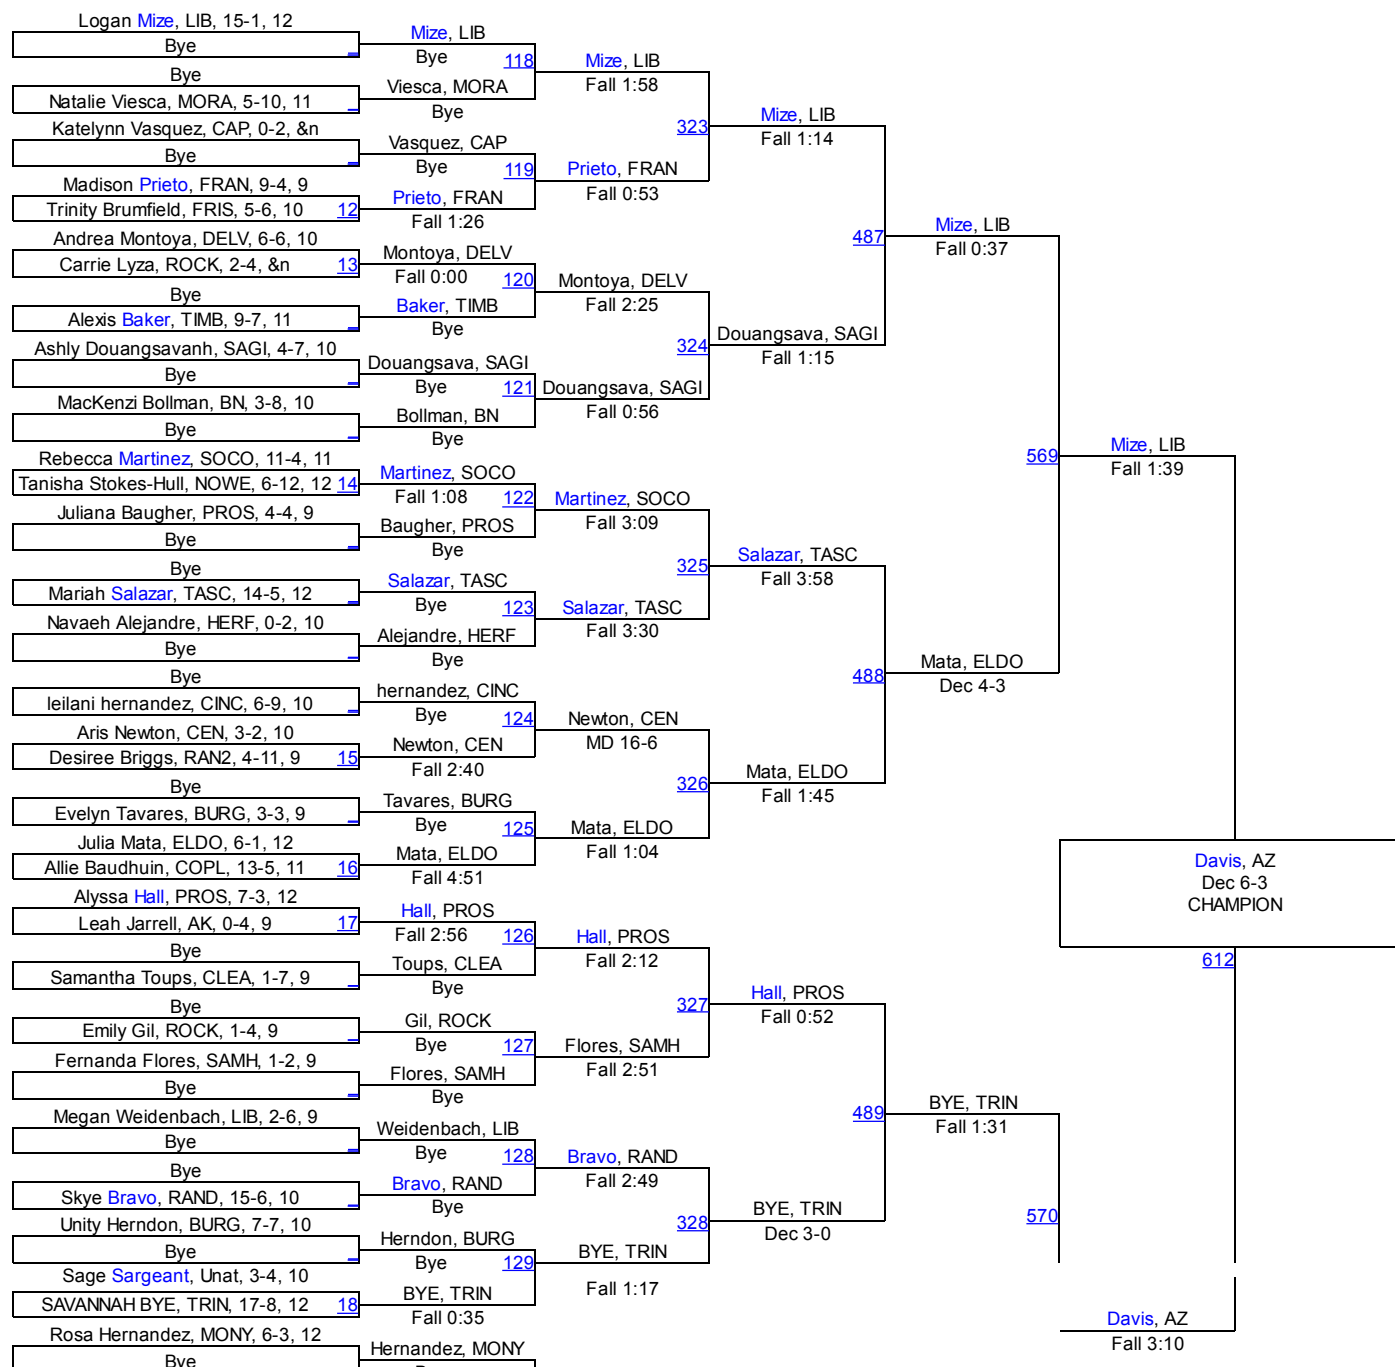 Logan Mize, LIB, 15-1, 12
Bye
Bye
Natalie Viesca, MORA, 5-10, 11
Katelynn Vasquez, CAP, 0-2, &n
Bye
Madison Prieto, FRAN, 9-4, 9
Trinity Brumfield, FRIS, 5-6, 10 12
Andrea Montoya, DELV, 6-6, 10
Carrie Lyza, ROCK, 2-4, &n 13
Bye
Alexis Baker, TIMB, 9-7, 11
Ashly Douangsavanh, SAGI, 4-7, 10
Bye
MacKenzi Bollman, BN, 3-8, 10
Bye
Rebecca Martinez, SOCO, 11-4, 11
Tanisha Stokes-Hull, NOWE, 6-12, 12 14
Juliana Baugher, PROS, 4-4, 9
Bye
Bye
Mariah Salazar, TASC, 14-5, 12
Navaeh Alejandre, HERF, 0-2, 10
Bye
Bye
leilani hernandez, CINC, 6-9, 10
Aris Newton, CEN, 3-2, 10
Desiree Briggs, RAN2, 4-11, 9 15
Bye
Evelyn Tavares, BURG, 3-3, 9
Julia Mata, ELDO, 6-1, 12
Allie Baudhuin, COPL, 13-5, 11 16
Alyssa Hall, PROS, 7-3, 12
Leah Jarrell, AK, 0-4, 9 17
Bye
Samantha Toups, CLEA, 1-7, 9
Bye
Emily Gil, ROCK, 1-4, 9
Fernanda Flores, SAMH, 1-2, 9
Bye
Megan Weidenbach, LIB, 2-6, 9
Bye
Bye
Skye Bravo, RAND, 15-6, 10
Unity Herndon, BURG, 7-7, 10
Bye
Sage Sargeant, Unat, 3-4, 10
SAVANNAH BYE, TRIN, 17-8, 12 18
Rosa Hernandez, MONY, 6-3, 12
Bye
Mize, LIB
Bye 118
Viesca, MORA
Bye
Vasquez, CAP
Bye 119
Prieto, FRAN
Fall 1:26
Montoya, DELV
Fall 0:00 120
Baker, TIMB
Bye
Douangsava, SAGI
Bye 121
Bollman, BN
Bye
Martinez, SOCO
Fall 1:08 122
Baugher, PROS
Bye
Salazar, TASC
Bye 123
Alejandre, HERF
Bye
hernandez, CINC
Bye 124
Newton, CEN
Fall 2:40
Tavares, BURG
Bye 125
Mata, ELDO
Fall 4:51
Hall, PROS
Fall 2:56 126
Toups, CLEA
Bye
Gil, ROCK
Bye 127
Flores, SAMH
Bye
Weidenbach, LIB
Bye 128
Bravo, RAND
Bye
Herndon, BURG
Bye 129
BYE, TRIN
Fall 0:35
Hernandez, MONY
Mize, LIB
Fall 1:58
323
Prieto, FRAN
Fall 0:53
Montoya, DELV
Fall 2:25
324
Douangsava, SAGI
Fall 0:56
Martinez, SOCO
Fall 3:09
325
Salazar, TASC
Fall 3:30
Newton, CEN
MD 16-6
326
Mata, ELDO
Fall 1:04
Hall, PROS
Fall 2:12
327
Flores, SAMH
Fall 2:51
Bravo, RAND
Fall 2:49
328
BYE, TRIN
Fall 1:17
Mize, LIB
Fall 1:14
487
Douangsava, SAGI
Fall 1:15
Salazar, TASC
Fall 3:58
488
Mata, ELDO
Fall 1:45
Hall, PROS
Fall 0:52
489
BYE, TRIN
Dec 3-0
Mize, LIB
Fall 0:37
569
Mata, ELDO
Dec 4-3
BYE, TRIN
Fall 1:31
570
Mize, LIB
Fall 1:39
Davis, AZ
Dec 6-3
CHAMPION
612
Davis, AZ
Fall 3:10